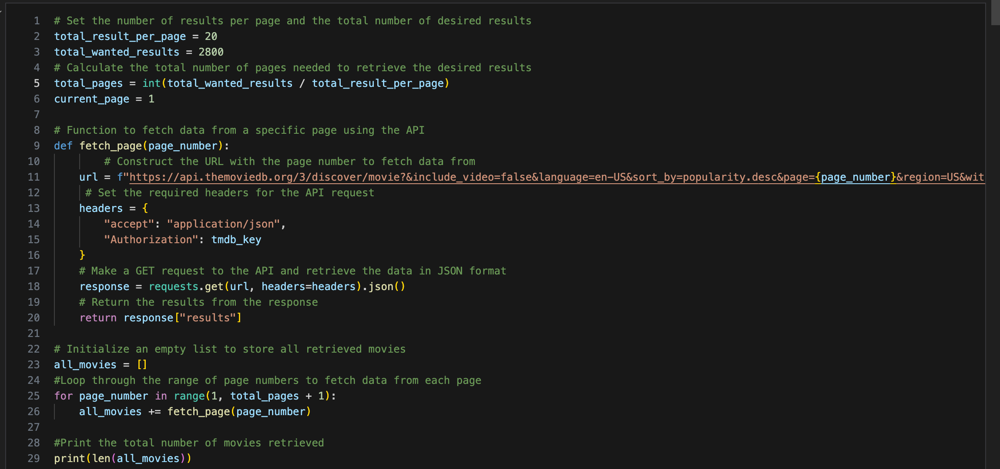 1 # Set the number of results per page and the total number of desired results
2 total_result_per_page = 20
3 total_wanted_results = 2800
4 # Calculate the total number of pages needed to retrieve the desired results
5 total_pages = int(total_wanted_results / total_result_per_page)
6 current_page = 1
7
8 # Function to fetch data from a specific page using the API
9 def fetch_page(page_number):
10         # Construct the URL with the page number to fetch data from
11     url = f"https://api.themoviedb.org/3/discover/movie?&include_video=false&language=en-US&sort_by=popularity.desc&page={page_number}&region=US&wit
12      # Set the required headers for the API request
13     headers = {
14         "accept": "application/json",
15         "Authorization": tmdb_key
16     }
17     # Make a GET request to the API and retrieve the data in JSON format
18     response = requests.get(url, headers=headers).json()
19     # Return the results from the response
20     return response["results"]
21
22 # Initialize an empty list to store all retrieved movies
23 all_movies = []
24 #Loop through the range of page numbers to fetch data from each page
25 for page_number in range(1, total_pages + 1):
26     all_movies += fetch_page(page_number)
27
28 #Print the total number of movies retrieved
29 print(len(all_movies))